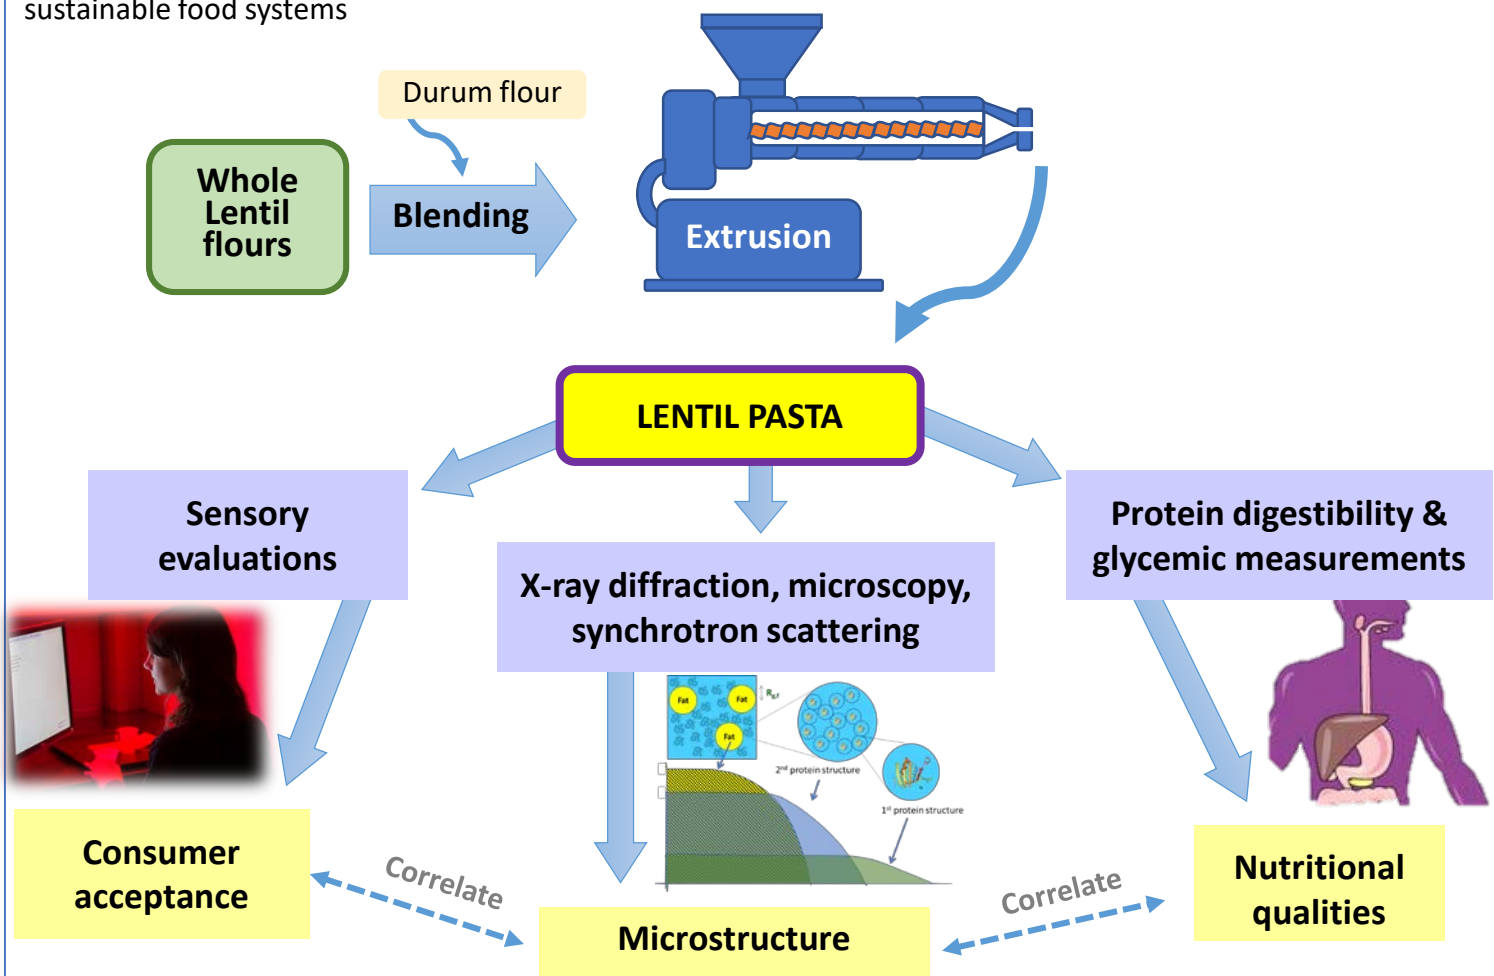 sustainable food systems
Durum flour
Whole
Lentil
flours
Blending
Extrusion
LENTIL PASTA
Sensory
evaluations
X-ray diffraction, microscopy,
synchrotron scattering
Protein digestibility &
glycemic measurements
Fat
Fat
Fat
2nd protein structure
1st protein structure
Consumer
acceptance
Correlate
Microstructure
Correlate
Nutritional
qualities